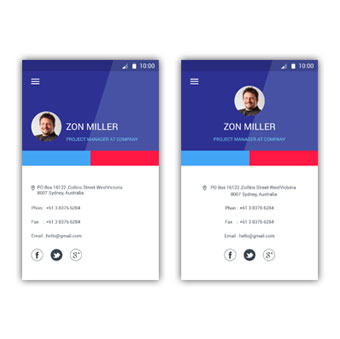 10:00
ZON MILLER
PROJECT MANAGER AT COMPANY
PO Box 16122 ,Collins Street WestVictoria
8007 Sydney, Australia
Phon : +61 3 8376 6284
Fax : +61 3 8376 6284
Email : hello@gmail.com
f g+
10:00
ZON MILLER
PROJECT MANAGER AT COMPANY
PO Box 16122 ,Collins Street WestVictoria
8007 Sydney, Australia
Phon : +61 3 8376 6284
Fax : +61 3 8376 6284
Email : hello@gmail.com
f g+